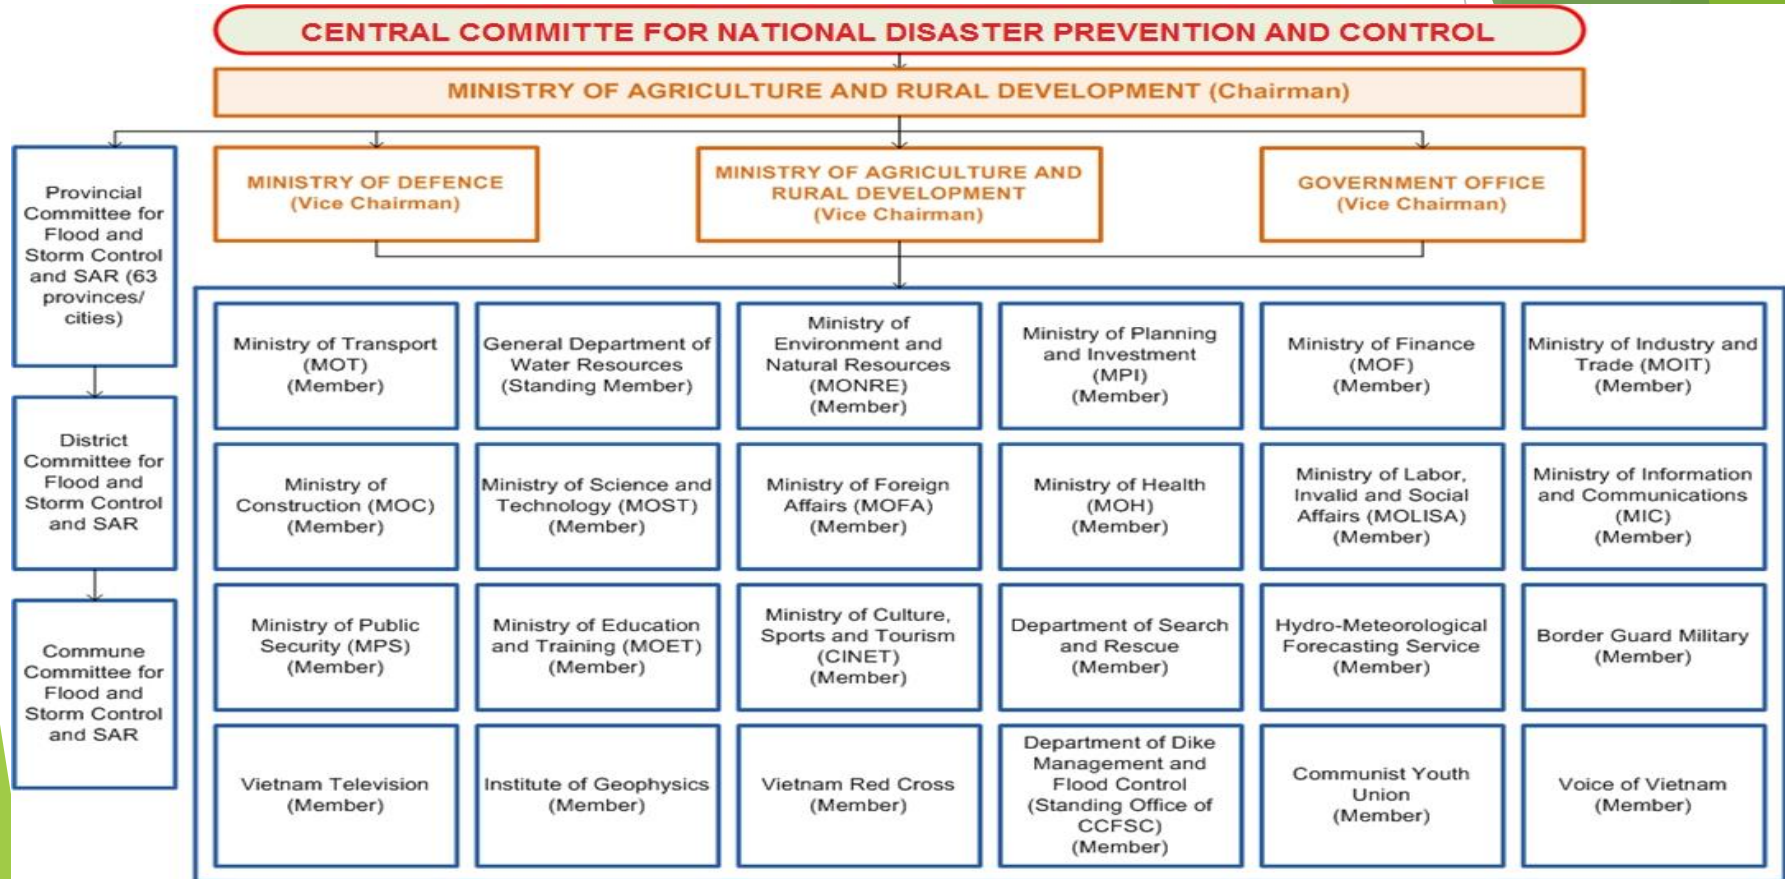 CENTRAL COMMITTE FOR NATIONAL DISASTER PREVENTION AND CONTROL
MINISTRY OF AGRICULTURE AND RURAL DEVELOPMENT (Chairman)
Provincial
Committee for
Flood and
Storm Control
and SAR (63
provinces/
cities)
District
Committee for
Flood and
Storm Control
and SAR
Commune
Committee for
Flood and
Storm Control
and SAR
MINISTRY OF DEFENCE
(Vice Chairman)
MINISTRY OF AGRICULTURE AND
RURAL DEVELOPMENT
(Vice Chairman)
GOVERNMENT OFFICE
(Vice Chairman)
Ministry of Transport
(MOT)
(Member)
General Department of
Water Resources
(Standing Member)
Ministry of
Environment and
Natural Resources
(MONRE)
(Member)
Ministry of Planning
and Investment
(MPI)
(Member)
Ministry of Finance
(MOF)
(Member)
Ministry of Industry and
Trade (MOIT)
(Member)
Ministry of
Construction (MOC)
(Member)
Ministry of Science and
Technology (MOST)
(Member)
Ministry of Foreign
Affairs (MOFA)
(Member)
Ministry of Health
(MOH)
(Member)
Ministry of Labor,
Invalid and Social
Affairs (MOLISA)
(Member)
Ministry of Information
and Communications
(MIC)
(Member)
Ministry of Public
Security (MPS)
(Member)
Ministry of Education
and Training (MOET)
(Member)
Ministry of Culture,
Sports and Tourism
(CINET)
(Member)
Department of Search
and Rescue
(Member)
Hydro-Meteorological
Forecasting Service
(Member)
Border Guard Military
(Member)
Vietnam Television
(Member)
Institute of Geophysics
(Member)
Vietnam Red Cross
(Member)
Department of Dike
Management and
Flood Control
(Standing Office of
CCFSC)
(Member)
Communist Youth
Union
(Member)
Voice of Vietnam
(Member)